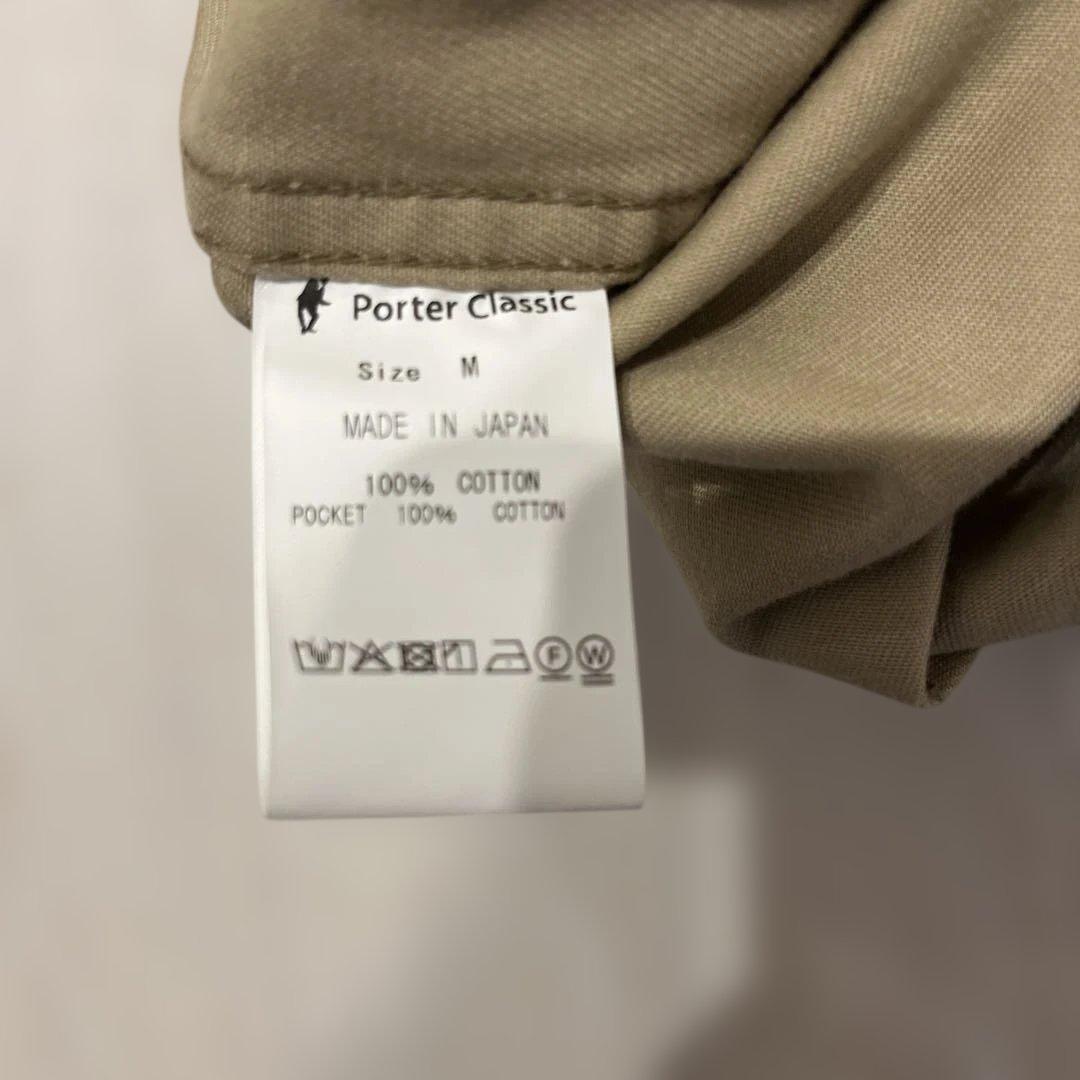 Porter Classic
Size M
MADE IN JAPAN
100% COTTON
POCKET 100% COTTON
F W